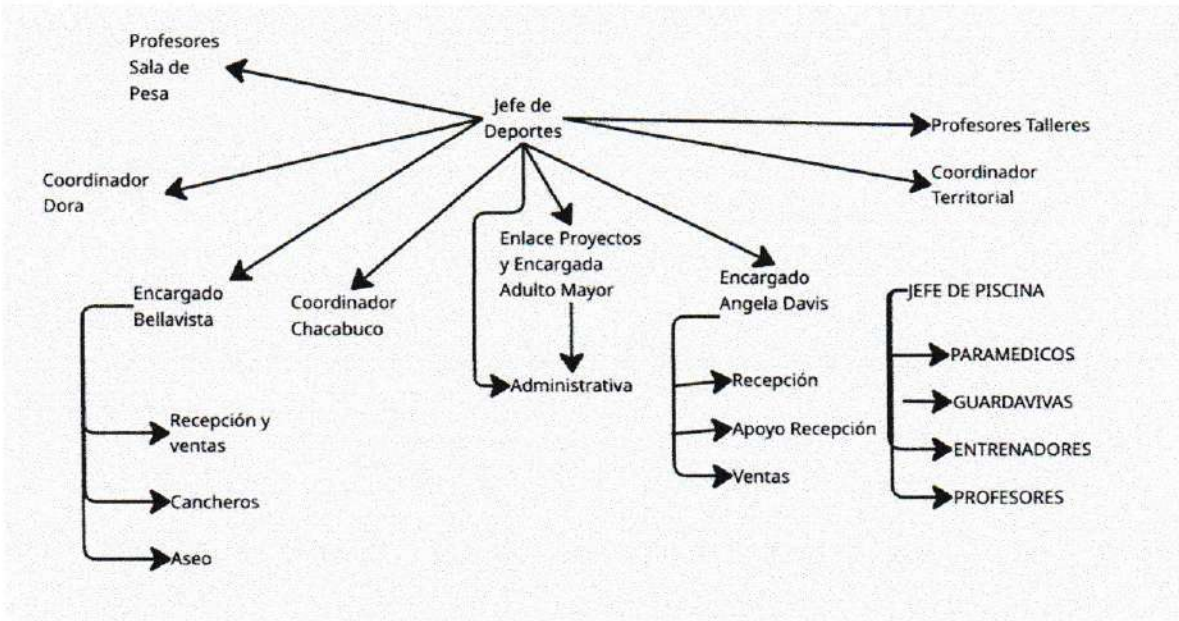 Profesores
Sala de
Pesa
Jefe de
Deportes
Profesores Talleres
Coordinador
Dora
Coordinador
Territorial
Enlace Proyectos
y Encargada
Adulto Mayor
Encargado
Bellavista
Coordinador
Chacabuco
Encargado
Angela Davis
JEFE DE PISCINA
PARAMEDICOS
Administrativa
Recepción
GUARDAVIVAS
Recepción y
ventas
Apoyo Recepción
ENTRENADORES
Ventas
Cancheros
PROFESORES
Aseo